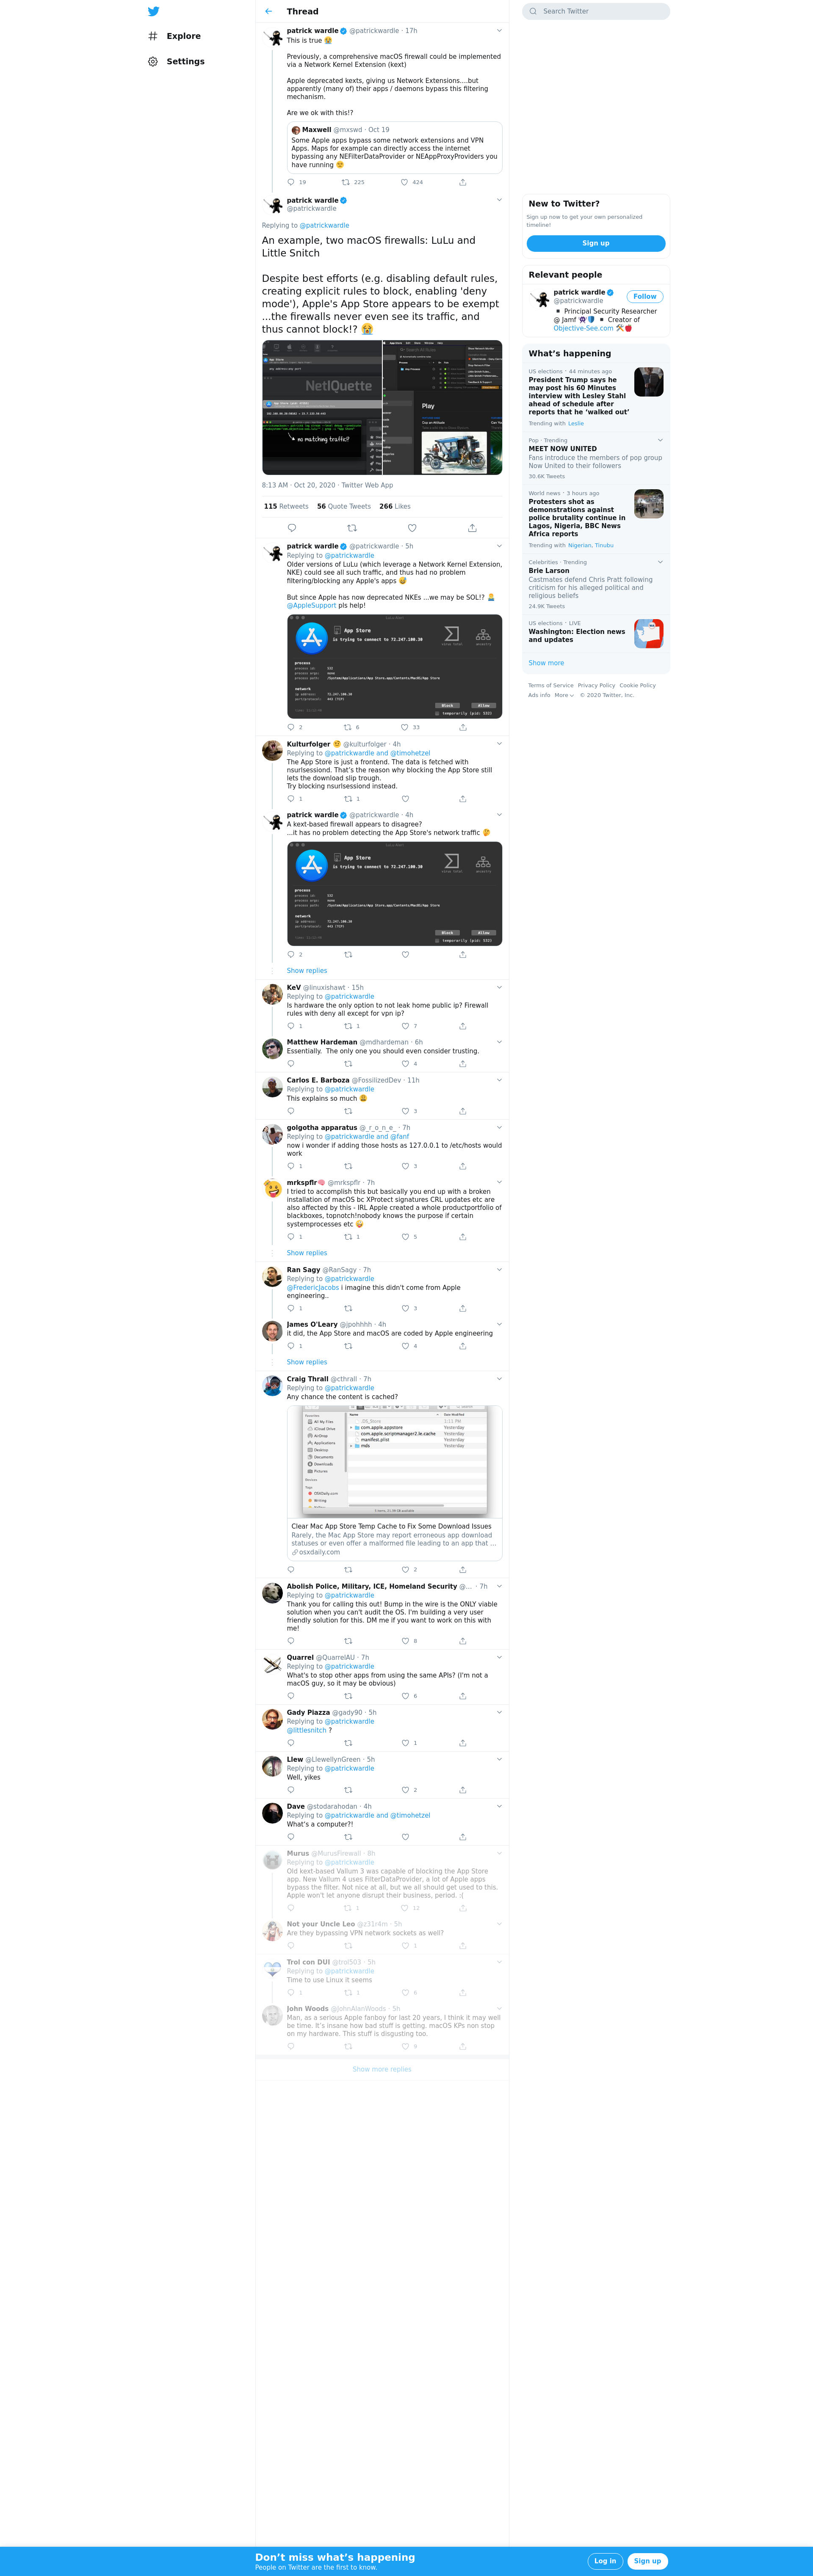 Explore
Settings
Thread
patrick wardle @patrickwardle · 17h
This is true 😭
Previously, a comprehensive macOS firewall could be implemented
via a Network Kernel Extension (kext)
Apple deprecated kexts, giving us Network Extensions....but
apparently (many of) their apps / daemons bypass this filtering
mechanism.
Are we ok with this!?
Maxwell @mxswd · Oct 19
Some Apple apps bypass some network extensions and VPN
Apps. Maps for example can directly access the internet
bypassing any NEFilterDataProvider or NEAppProxyProviders you
have running 😒
19 225 424
patrick wardle
@patrickwardle
Replying to @patrickwardle
An example, two macOS firewalls: LuLu and
Little Snitch
Despite best efforts (e.g. disabling default rules,
creating explicit rules to block, enabling 'deny
mode'), Apple's App Store appears to be exempt
...the firewalls never even see its traffic, and
thus cannot block!? 😭
NetIQuette
no matching traffic?
Play
8:13 AM · Oct 20, 2020 · Twitter Web App
115 Retweets 56 Quote Tweets 266 Likes
patrick wardle @patrickwardle · 5h
Replying to @patrickwardle
Older versions of LuLu (which leverage a Network Kernel Extension,
NKE) could see all such traffic, and thus had no problem
filtering/blocking any Apple's apps 😅
But since Apple has now deprecated NKEs ...we may be SOL!?
@AppleSupport pls help!
App Store
is trying to connect to 72.247.100.30
process
network
Block Allow
2 6 33
Kulturfolger @kulturfolger · 4h
Replying to @patrickwardle and @timohetzel
The App Store is just a frontend. The data is fetched with
nsurlsessiond. That's the reason why blocking the App Store still
lets the download slip trough.
Try blocking nsurlsessiond instead.
1 1
patrick wardle @patrickwardle · 4h
A kext-based firewall appears to disagree?
...it has no problem detecting the App Store's network traffic 🤔
App Store
is trying to connect to 72.247.100.30
process
network
Block Allow
2
Show replies
KeV @linuxishawt · 15h
Replying to @patrickwardle
Is hardware the only option to not leak home public ip? Firewall
rules with deny all except for vpn ip?
1 1 7
Matthew Hardeman @mdhardeman · 6h
Essentially. The only one you should even consider trusting.
4
Carlos E. Barboza @FossilizedDev · 11h
Replying to @patrickwardle
This explains so much 😩
3
golgotha apparatus @_r_o_n_e_ · 7h
Replying to @patrickwardle and @fanf
now i wonder if adding those hosts as 127.0.0.1 to /etc/hosts would
work
1 3
mrkspflr🧠 @mrkspflr · 7h
I tried to accomplish this but basically you end up with a broken
installation of macOS bc XProtect signatures CRL updates etc are
also affected by this - IRL Apple created a whole productportfolio of
blackboxes, topnotch!nobody knows the purpose if certain
systemprocesses etc 😜
1 1 5
Show replies
Ran Sagy @RanSagy · 7h
Replying to @patrickwardle
@FredericJacobs I imagine this didn't come from Apple
engineering..
1 3
James O'Leary @jpohhhh · 4h
it did, the App Store and macOS are coded by Apple engineering
1 4
Show replies
Craig Thrall @cthrall · 7h
Replying to @patrickwardle
Any chance the content is cached?
Favorites
All My Files
iCloud Drive
AirDrop
Applications
Desktop
Documents
Downloads
Pictures
Devices
Tags
OSXDaily.com
Writing
com.apple.appstore Yesterday
com.apple.scriptmanager2.le.cache Yesterday
manifest.plist Yesterday
mds Yesterday
Clear Mac App Store Temp Cache to Fix Some Download Issues
Rarely, the Mac App Store may report erroneous app download
statuses or even offer a malformed file leading to an app that ...
osxdaily.com
2
Abolish Police, Military, ICE, Homeland Security @... · 7h
Replying to @patrickwardle
Thank you for calling this out! Bump in the wire is the ONLY viable
solution when you can't audit the OS. I'm building a very user
friendly solution for this. DM me if you want to work on this with
me!
8
Quarrel @QuarrelAU · 7h
Replying to @patrickwardle
What's to stop other apps from using the same APIs? (I'm not a
macOS guy, so it may be obvious)
6
Gady Piazza @gady90 · 5h
Replying to @patrickwardle
@littlesnitch ?
1
Llew @LlewellynGreen · 5h
Replying to @patrickwardle
Well, yikes
2
Dave @stodarahodan · 4h
Replying to @patrickwardle and @timohetzel
What's a computer?!
Murus @MurusFirewall · 8h
Replying to @patrickwardle
Old kext-based Vallum 3 was capable of blocking the App Store
app. New Vallum 4 uses FilterDataProvider, a lot of Apple apps
bypass the filter. Not nice at all, but we all should get used to this.
Apple won't let anyone disrupt their business, period. :(
Not your Uncle Leo @z31r4m · 5h
Are they bypassing VPN network sockets as well?
1
Trol con DUI @trol503 · 5h
Replying to @patrickwardle
Time to use Linux it seems
John Woods @JohnAlanWoods · 5h
Man, as a serious Apple fanboy for last 20 years, I think it may well
be time. It's insane how bad stuff is getting. macOS KPs non stop
on my hardware. This stuff is disgusting too.
9
Show more replies
Search Twitter
New to Twitter?
Sign up now to get your own personalized
timeline!
Sign up
Relevant people
patrick wardle
@patrickwardle
Follow
Principal Security Researcher
@ Jamf 👾🛡️ Creator of
Objective-See.com 🛠️🍎
What's happening
US elections · 44 minutes ago
President Trump says he
may post his 60 Minutes
interview with Lesley Stahl
ahead of schedule after
reports that he 'walked out'
Trending with Leslie
Pop · Trending
MEET NOW UNITED
Fans introduce the members of pop group
Now United to their followers
30.6K Tweets
World news · 3 hours ago
Protesters shot as
demonstrations against
police brutality continue in
Lagos, Nigeria, BBC News
Africa reports
Trending with Nigerian, Tinubu
Celebrities · Trending
Brie Larson
Castmates defend Chris Pratt following
criticism for his alleged political and
religious beliefs
24.9K Tweets
US elections · LIVE
Washington: Election news
and updates
Show more
Terms of Service Privacy Policy Cookie Policy
Ads info More © 2020 Twitter, Inc.
Don't miss what's happening
People on Twitter are the first to know.
Log in Sign up